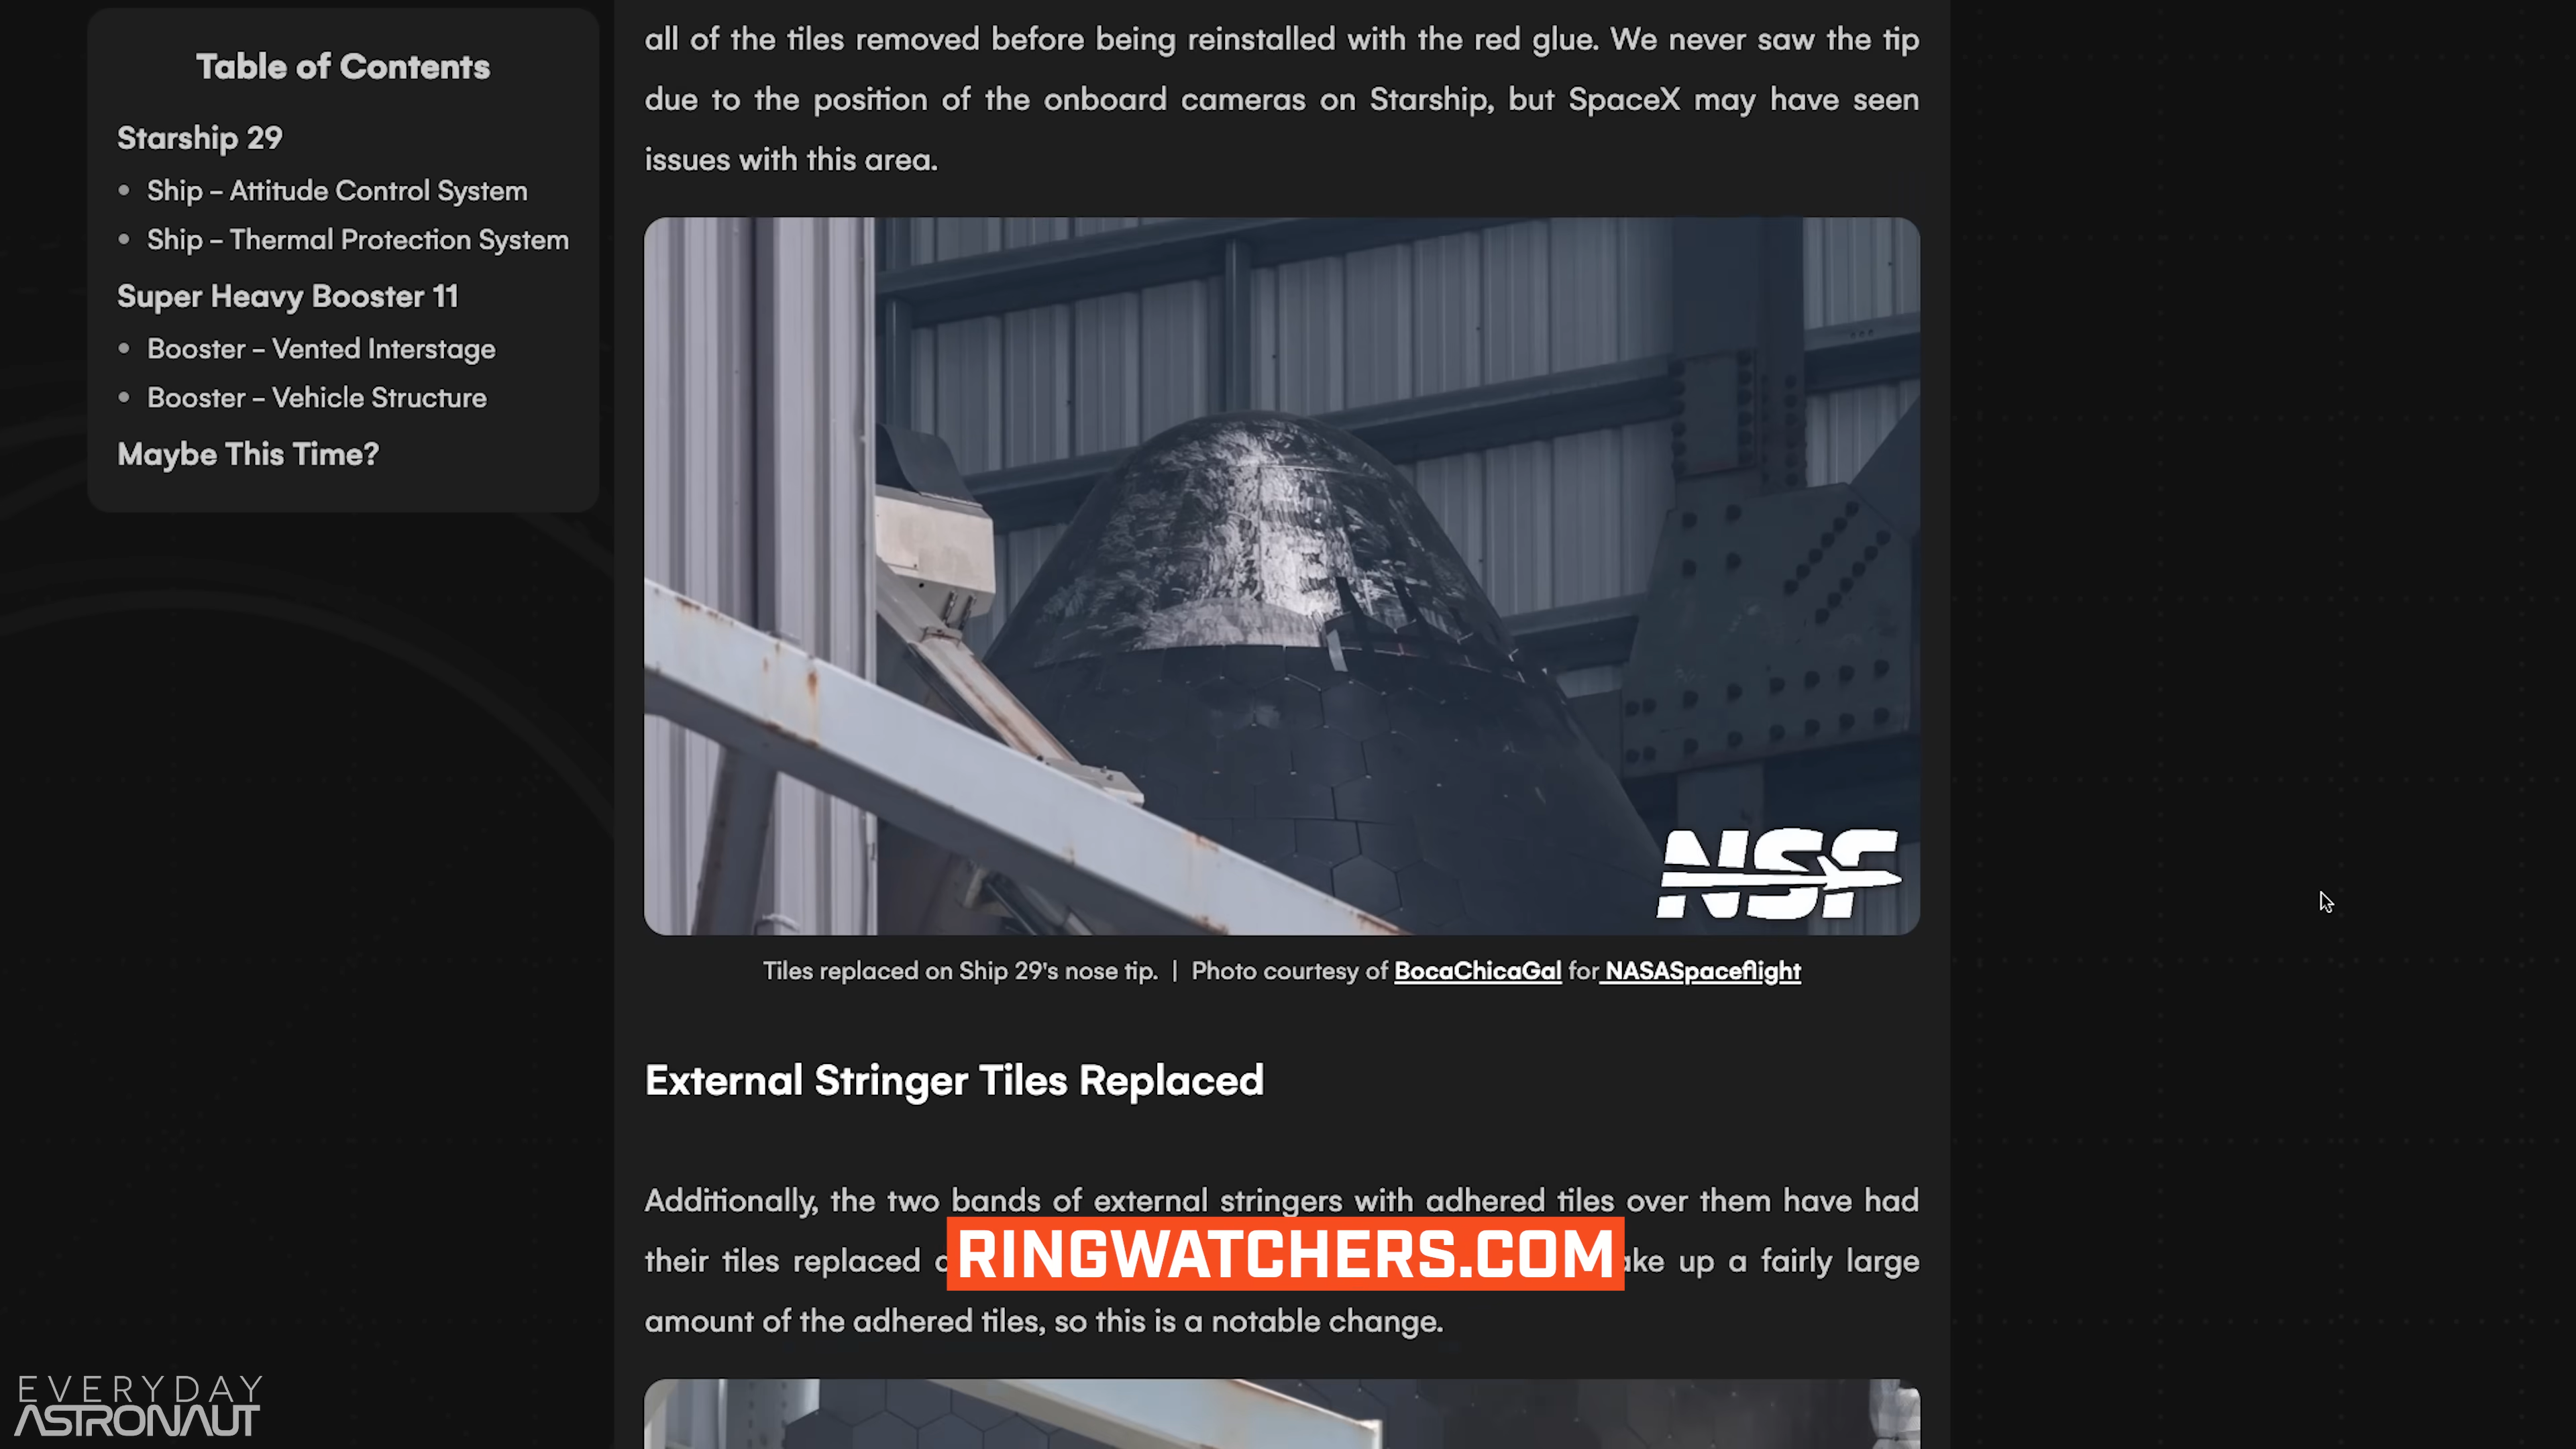 Table of Contents
Starship 29
Ship – Attitude Control System
Ship – Thermal Protection System
Super Heavy Booster 11
Booster – Vented Interstage
Booster – Vehicle Structure
Maybe This Time?
all of the tiles removed before being reinstalled with the red glue. We never saw the tip
due to the position of the onboard cameras on Starship, but SpaceX may have seen
issues with this area.
NSF
Tiles replaced on Ship 29's nose tip. | Photo courtesy of BocaChicaGal for NASASpaceflight
External Stringer Tiles Replaced
Additionally, the two bands of external stringers with adhered tiles over them have had
their tiles replaced up a fairly large
RINGWATCHERS.COM
amount of the adhered tiles, so this is a notable change.
EVERYDAY
ASTRONAUT